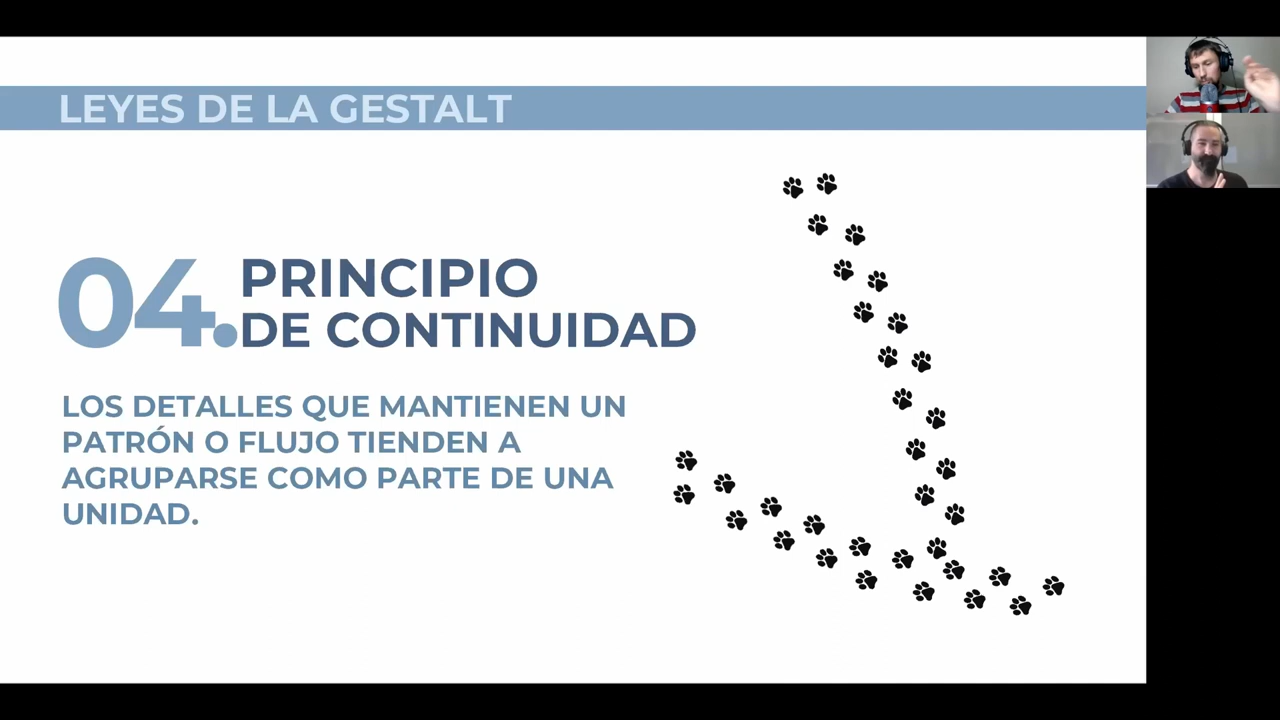 LEYES DE LA GESTALT
04.
PRINCIPIO
DE CONTINUIDAD
LOS DETALLES QUE MANTIENEN UN
PATRÓN O FLUJO TIENDEN A
AGRUPARSE COMO PARTE DE UNA
UNIDAD.